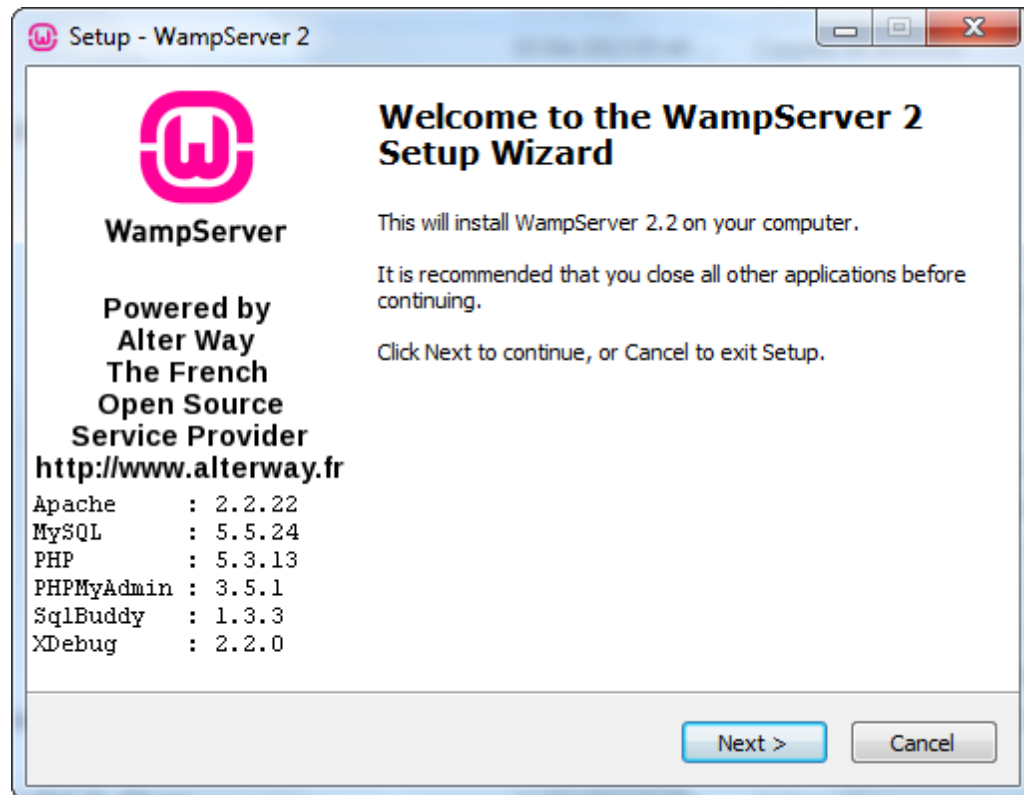 Setup - WampServer 2
WampServer
Powered by
Alter Way
The French
Open Source
Service Provider
http://www.alterway.fr
Apache : 2.2.22
MySQL : 5.5.24
PHP : 5.3.13
PHPMyAdmin : 3.5.1
SqlBuddy : 1.3.3
XDebug : 2.2.0
Welcome to the WampServer 2
Setup Wizard
This will install WampServer 2.2 on your computer.
It is recommended that you close all other applications before
continuing.
Click Next to continue, or Cancel to exit Setup.
Next >
Cancel